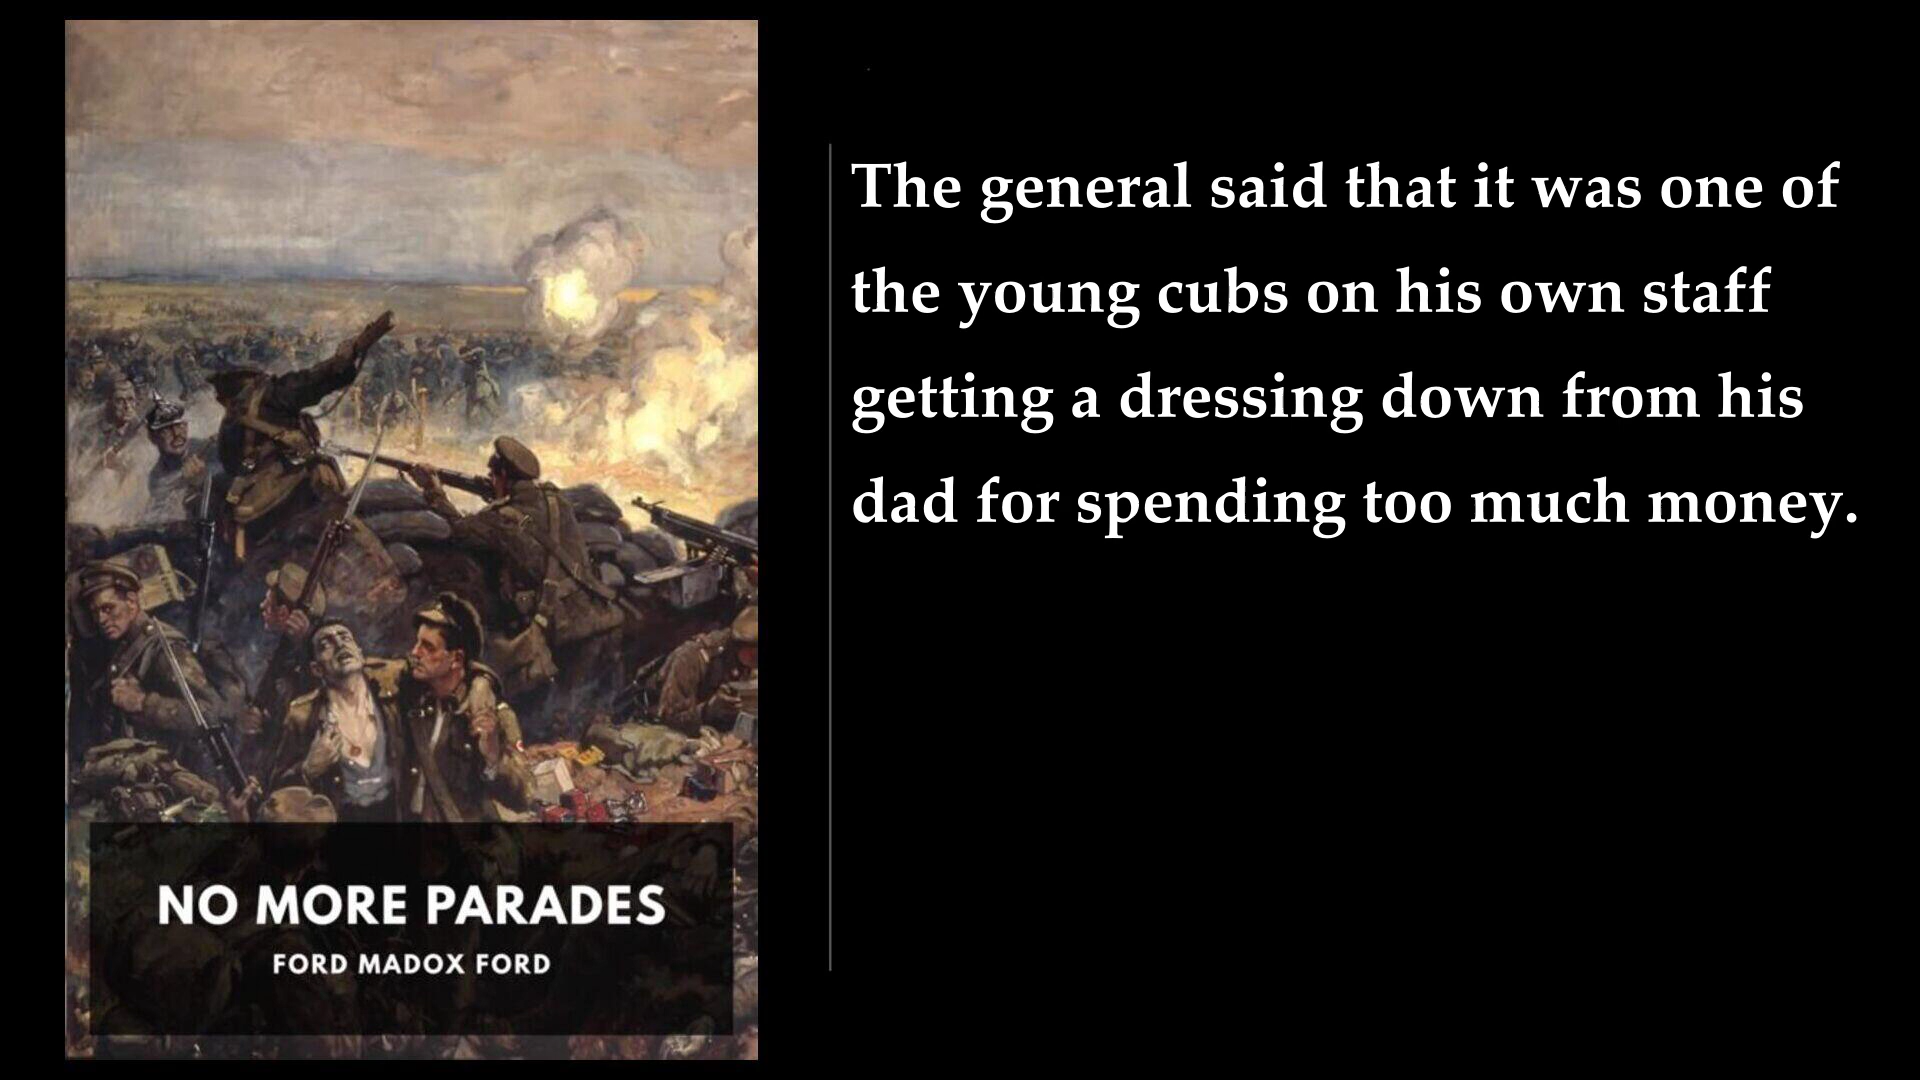 The general said that it was one of
the young cubs on his own staff
getting a dressing down from his
dad for spending too much money.
NO MORE PARADES
FORD MADOX FORD